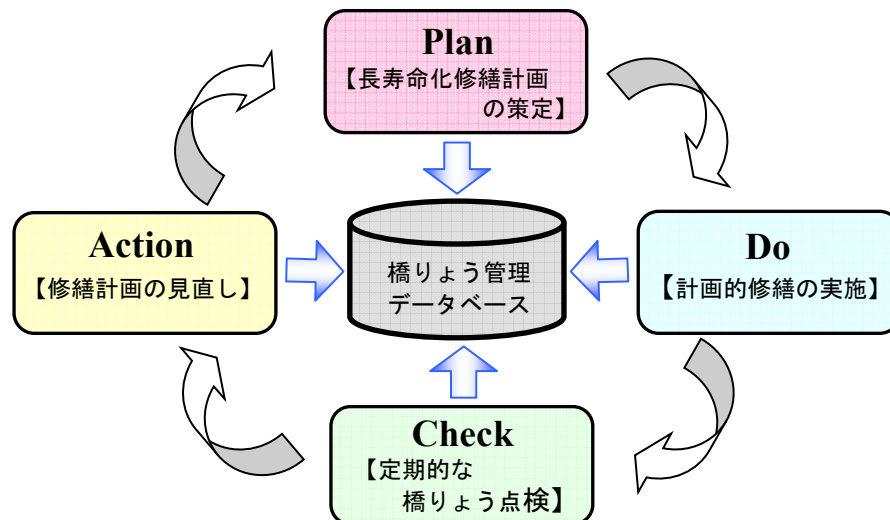 Plan
【長寿命化修繕計画
の策定】
Action
【修繕計画の見直し】
橋りょう管理
データベース
Do
【計画的修繕の実施】
Check
【定期的な
橋りょう点検】